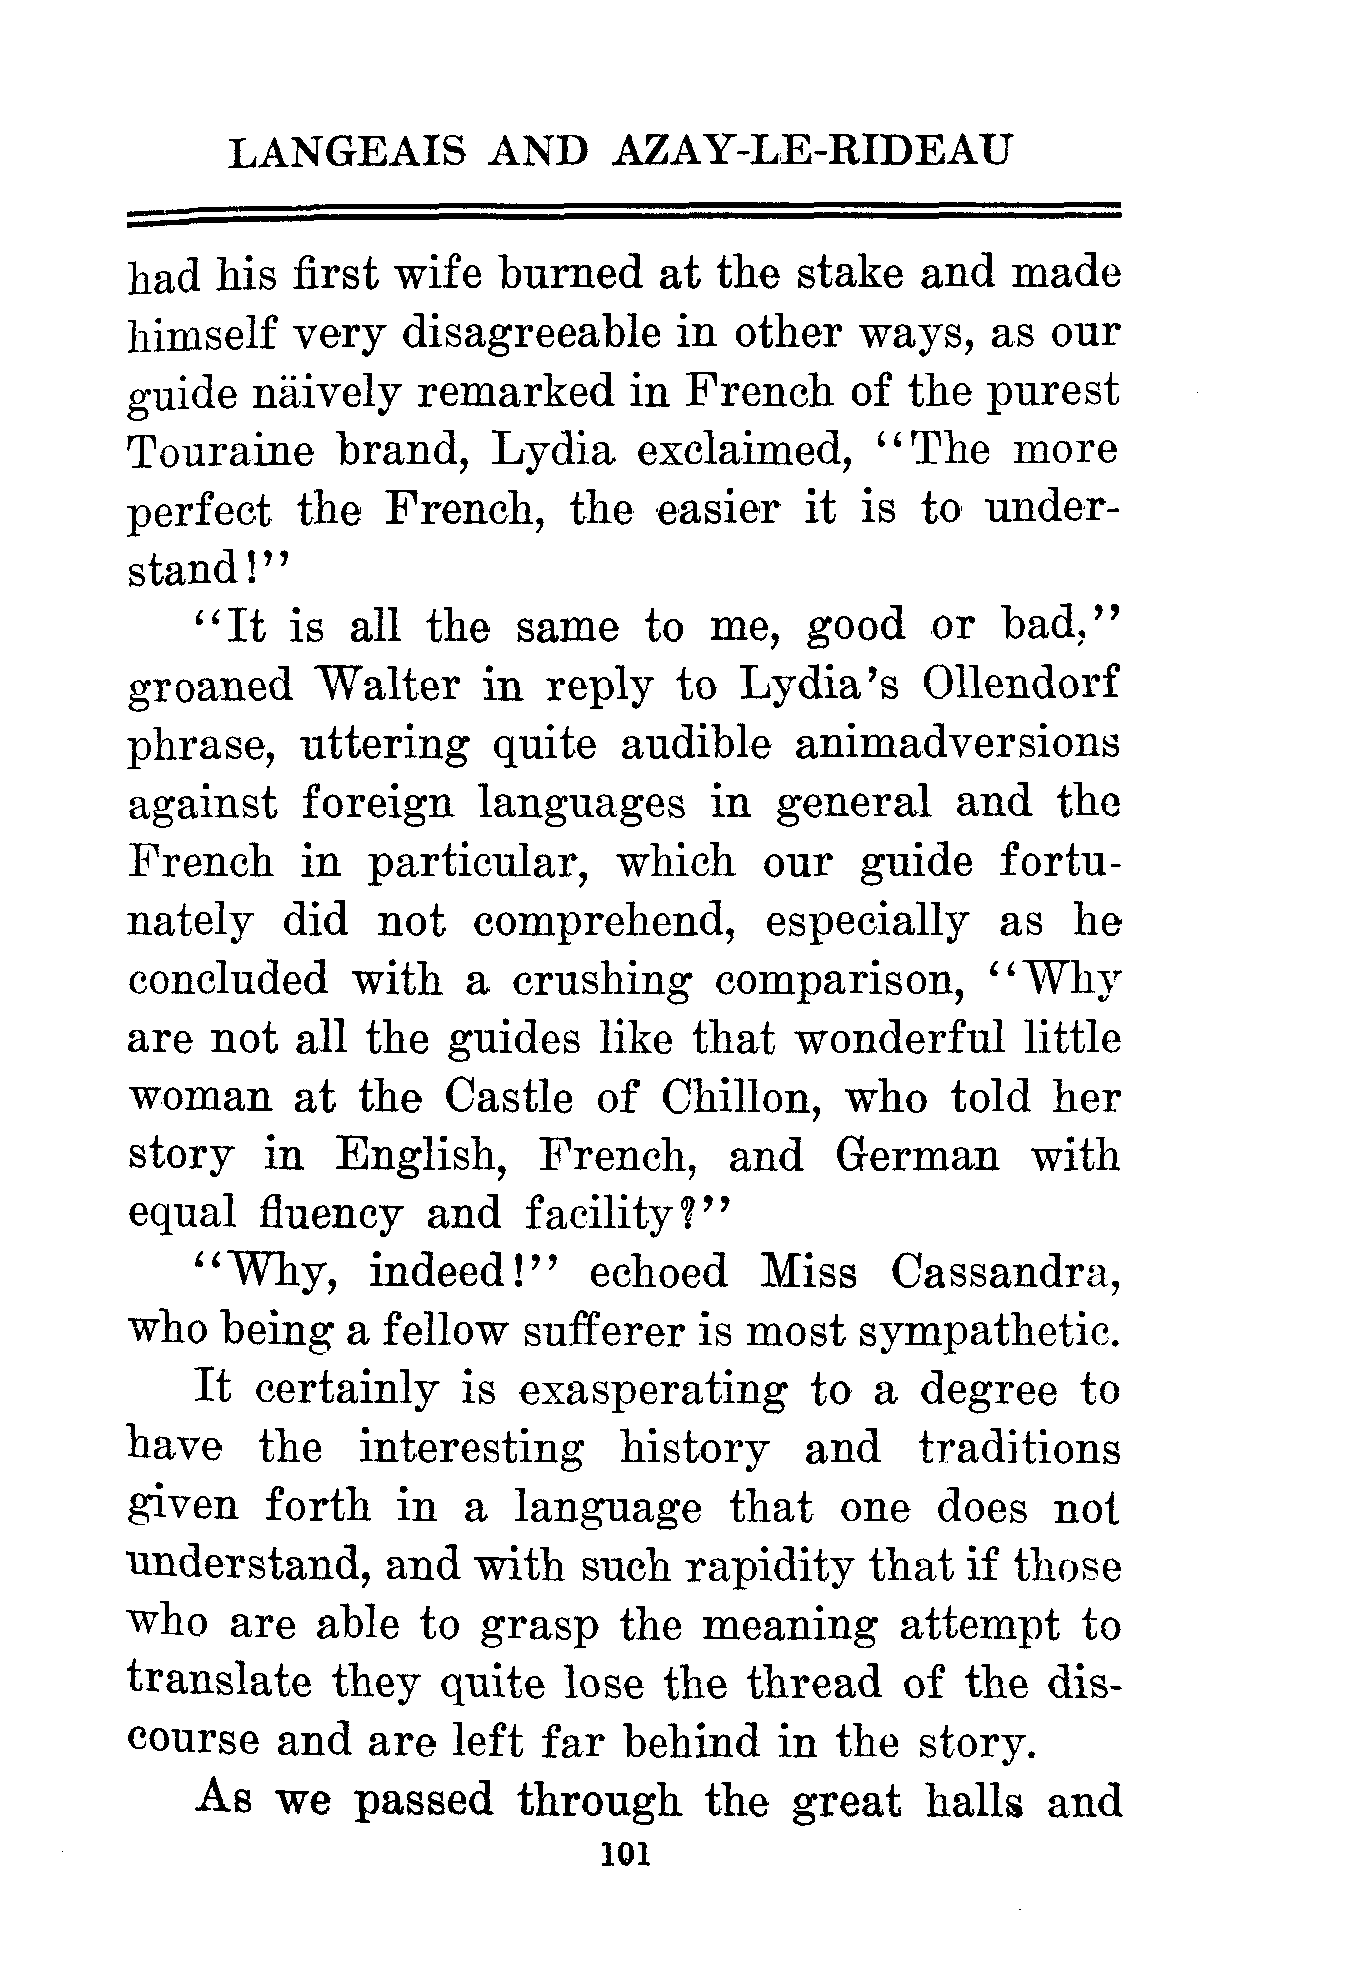 LANGEAIS AND AZAY-LE-RIDEAU
had his first wife burned at the stake and made
himself very disagreeable in other ways, as our
guide näively remarked in French of the purest
Touraine brand, Lydia exclaimed, "The more
perfect the French, the easier it is to under-
stand!"
"It is all the same to me, good or bad,"
groaned Walter in reply to Lydia's Ollendorf
phrase, uttering quite audible animadversions
against foreign languages in general and the
French in particular, which our guide fortu-
nately did not comprehend, especially as he
concluded with a crushing comparison, "Why
are not all the guides like that wonderful little
woman at the Castle of Chillon, who told her
story in English, French, and German with
equal fluency and facility?"
"Why, indeed!" echoed Miss Cassandra,
who being a fellow sufferer is most sympathetic.
It certainly is exasperating to a degree to
have the interesting history and traditions
given forth in a language that one does not
understand, and with such rapidity that if those
who are able to grasp the meaning attempt to
translate they quite lose the thread of the dis-
course and are left far behind in the story.
As we passed through the great halls and
101